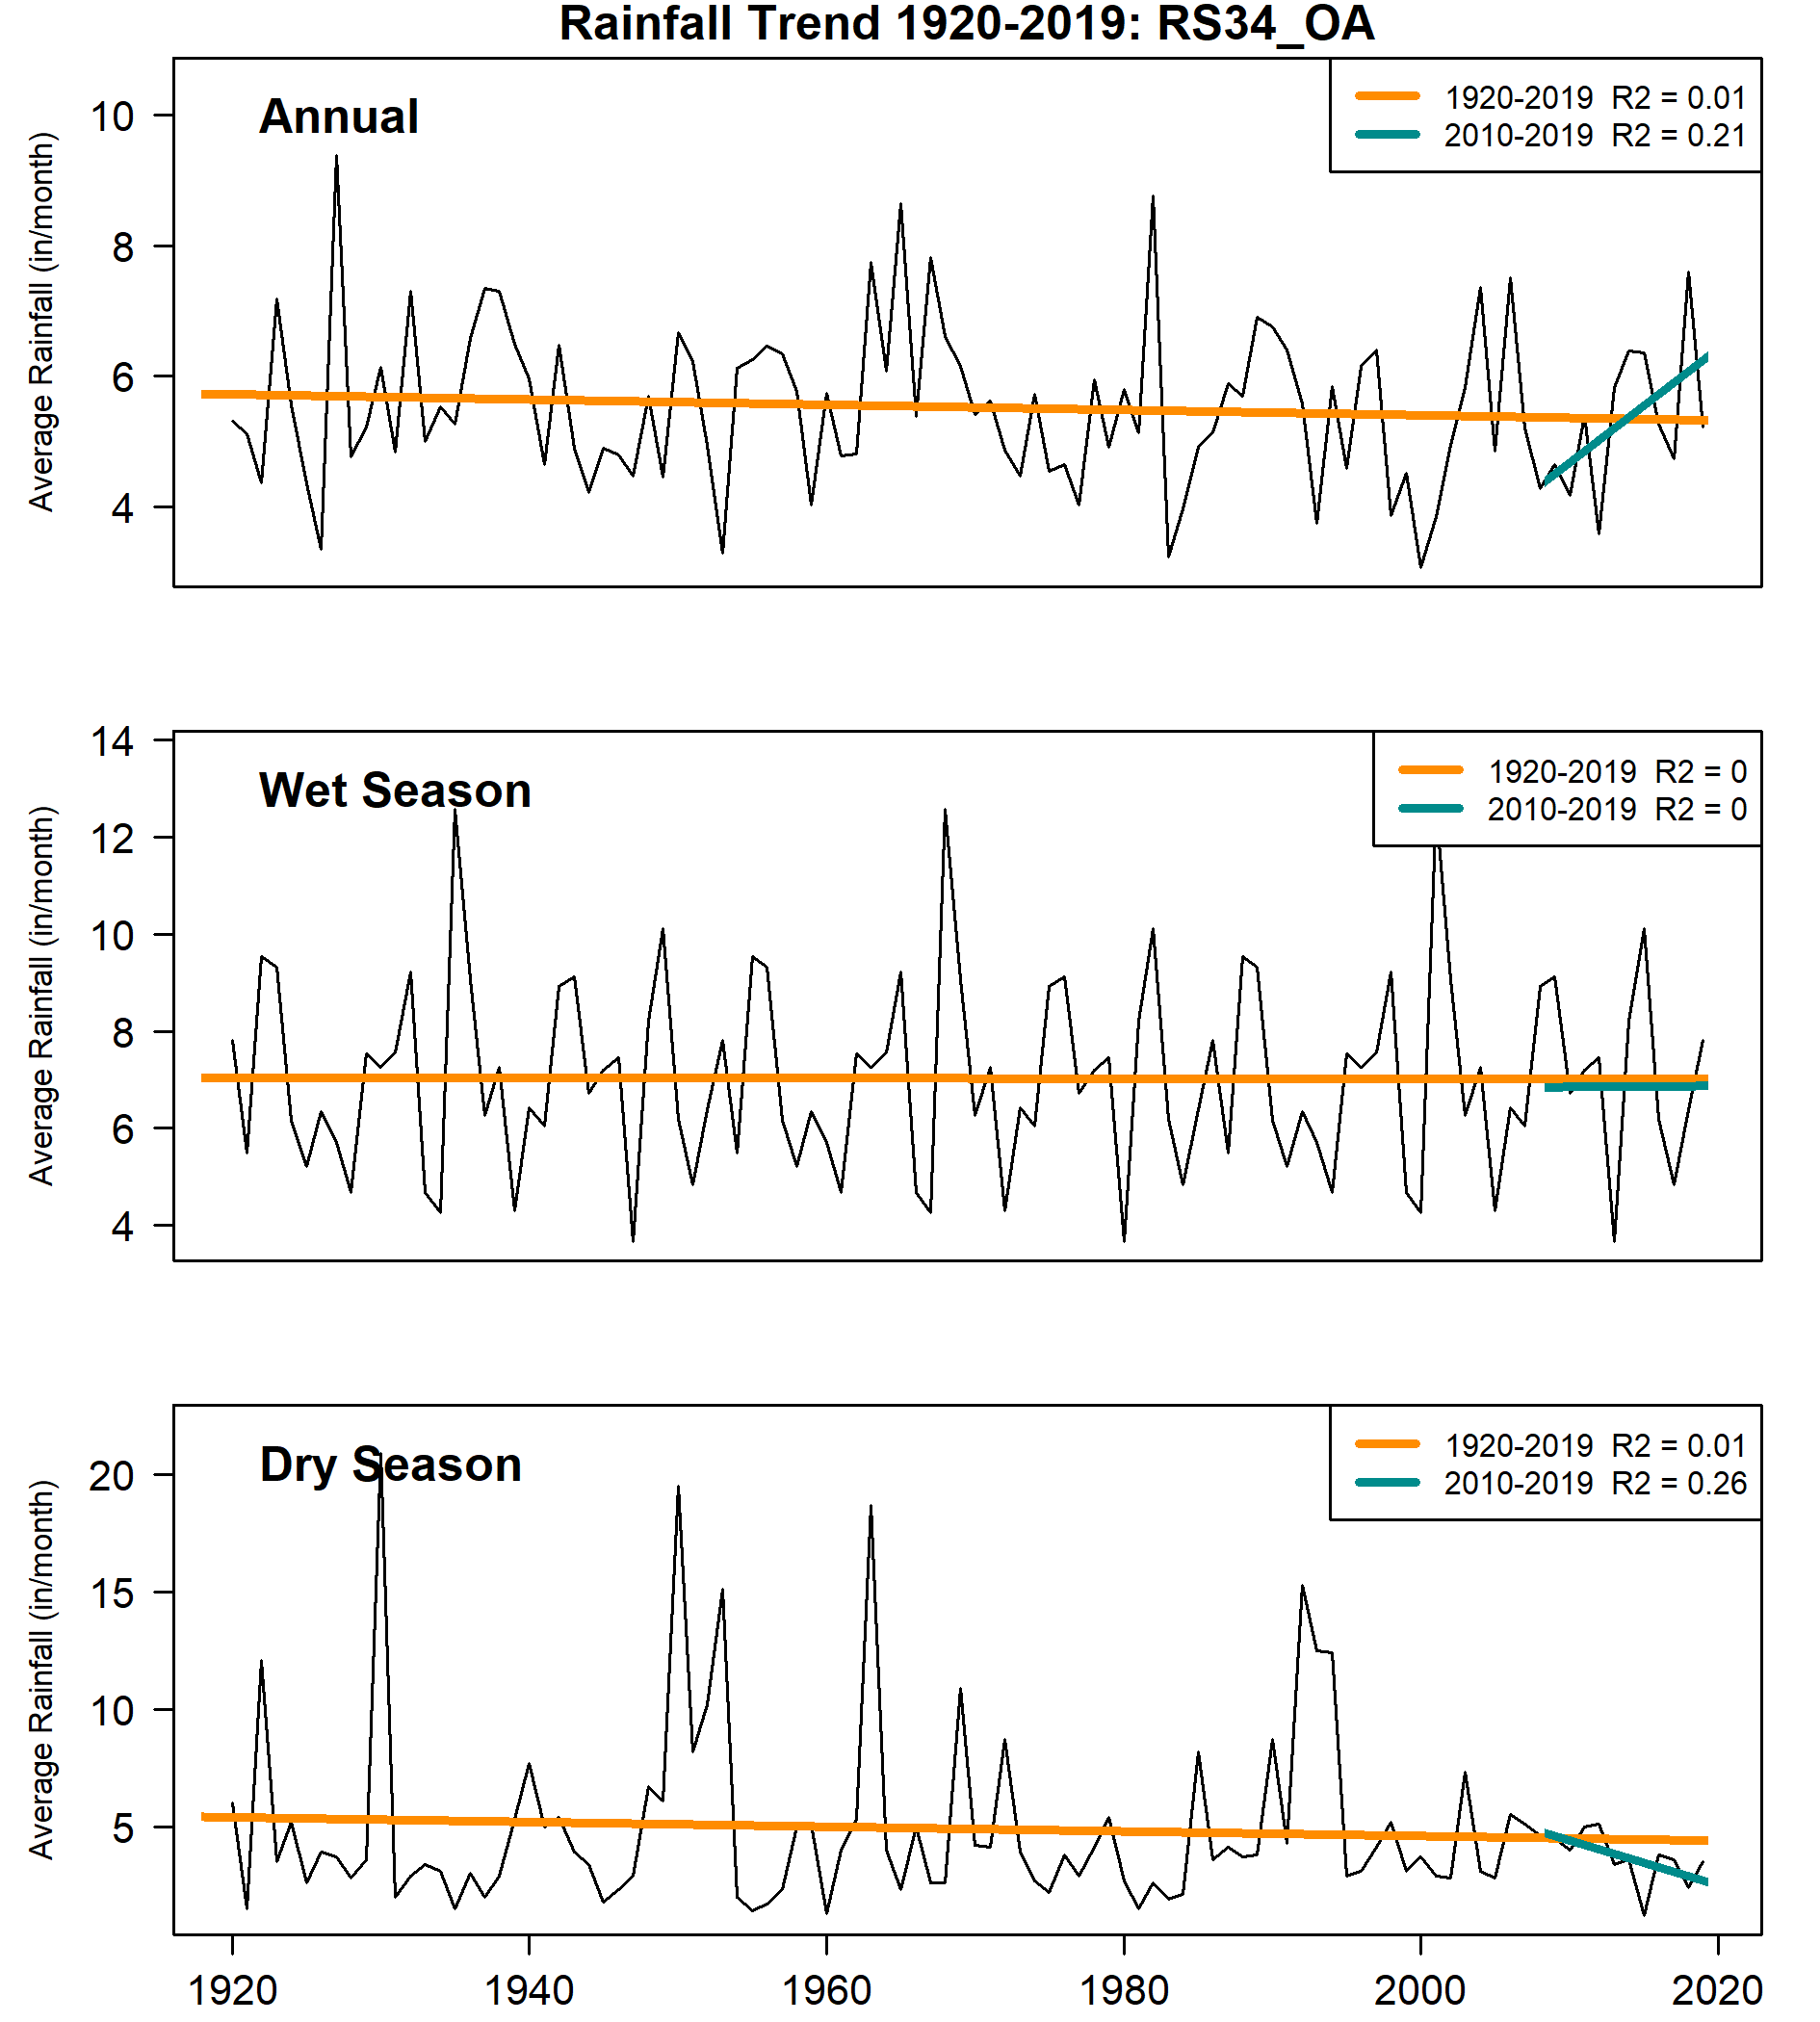 Rainfall Trend 1920-2019: RS34_OA
Annual
1920-2019 R2 = 0.01
2010-2019 R2 = 0.21
Average Rainfall (in/month)
10
8
6
4
Wet Season
1920-2019 R2 = 0
2010-2019 R2 = 0
Average Rainfall (in/month)
14
12
10
8
6
4
Dry Season
1920-2019 R2 = 0.01
2010-2019 R2 = 0.26
Average Rainfall (in/month)
20
15
10
5
1920 1940 1960 1980 2000 2020